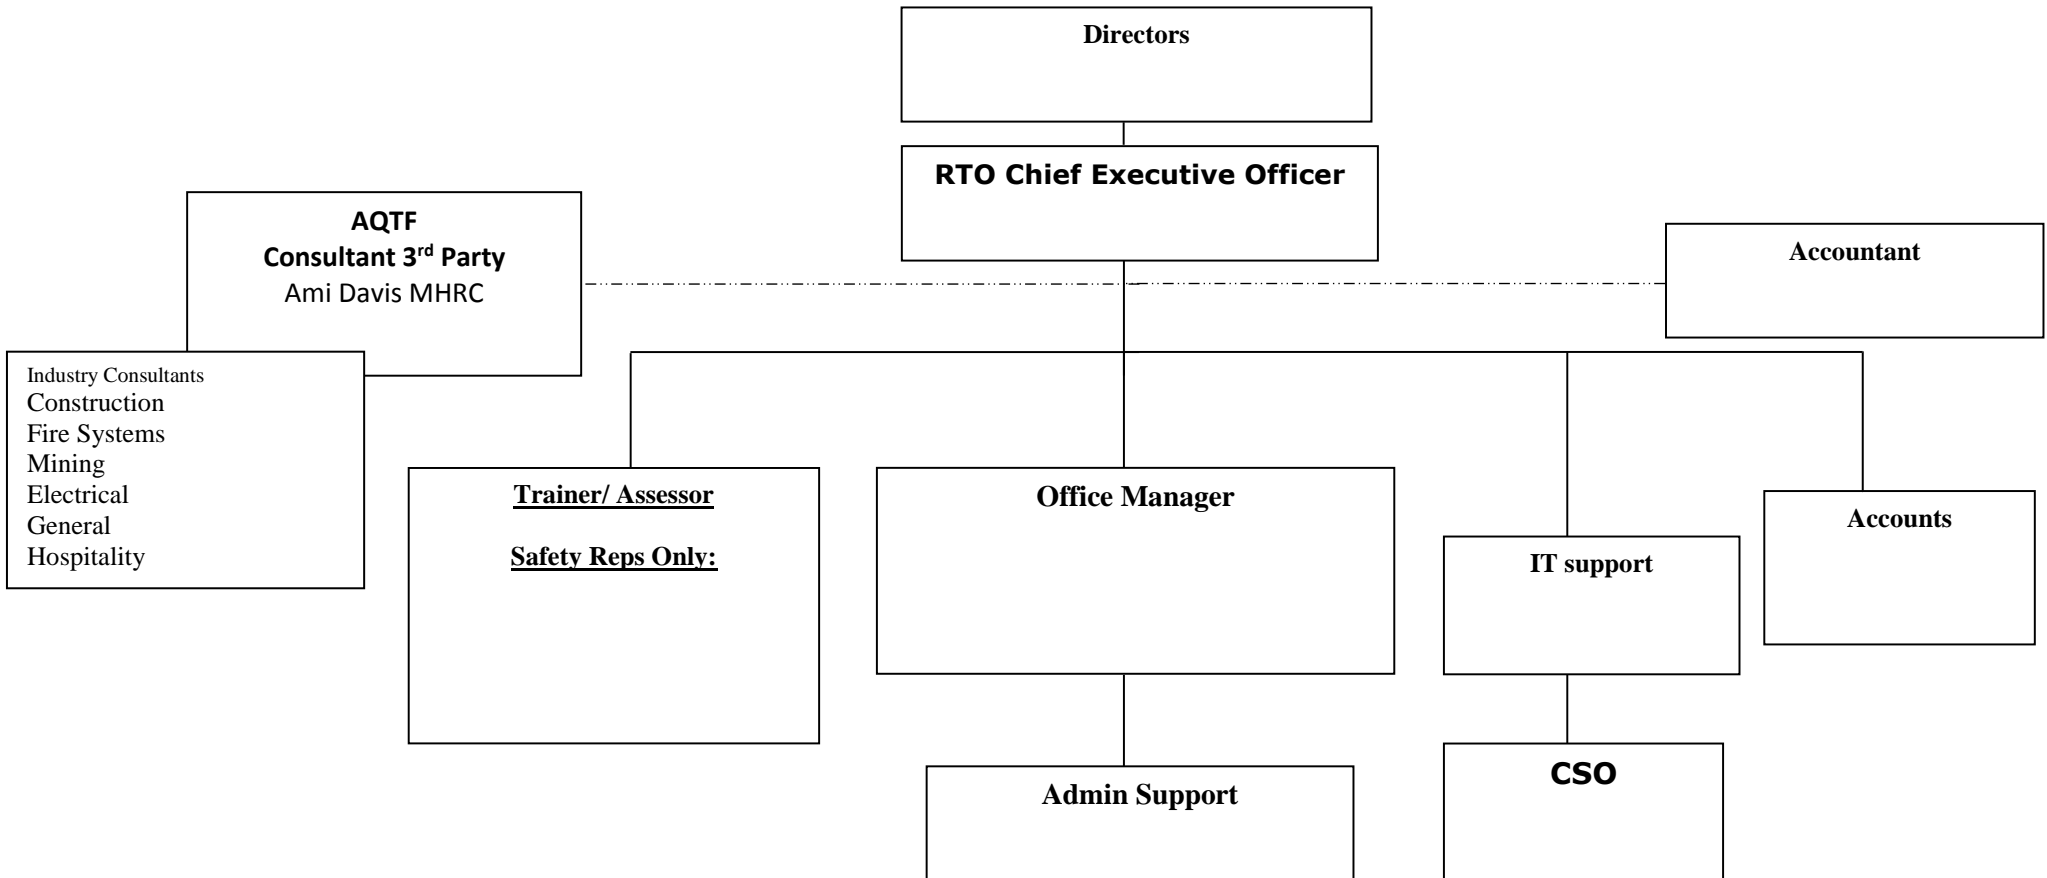 Directors
RTO Chief Executive Officer
AQTF
Consultant 3rd Party
Ami Davis MHRC
Accountant
Industry Consultants
Construction
Fire Systems
Mining
Electrical
General
Hospitality
Trainer/ Assessor
Safety Reps Only:
Office Manager
IT support
Accounts
Admin Support
CSO